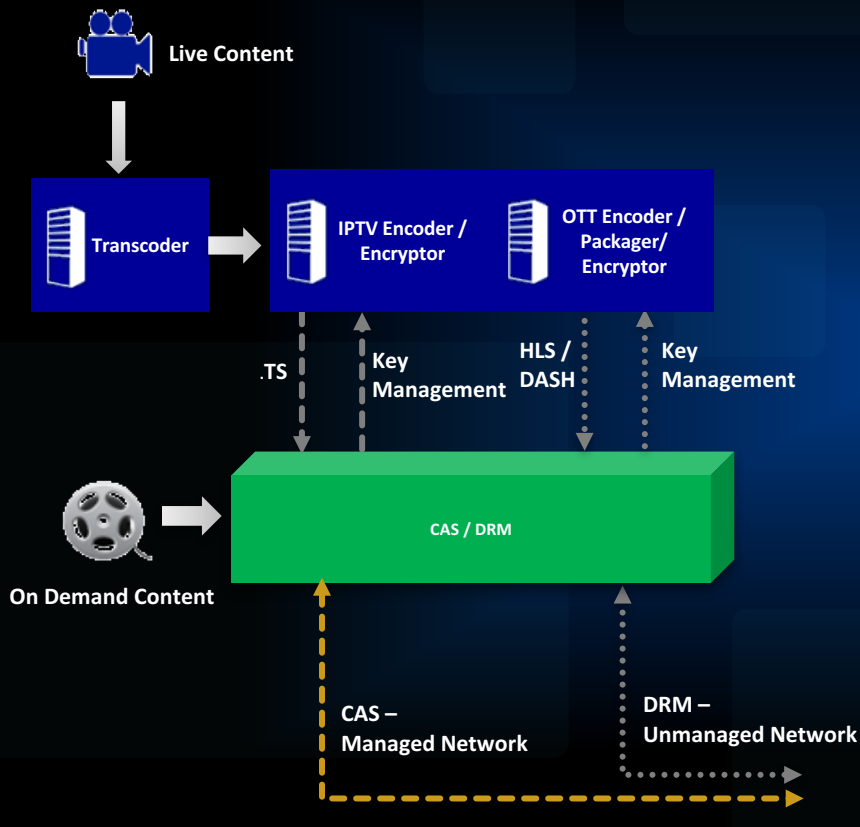 Live Content
Transcoder
IPTV Encoder /
Encryptor
OTT Encoder /
Packager/
Encryptor
.TS
Key
Management
HLS /
DASH
Key
Management
CAS / DRM
On Demand Content
CAS –
Managed Network
DRM –
Unmanaged Network